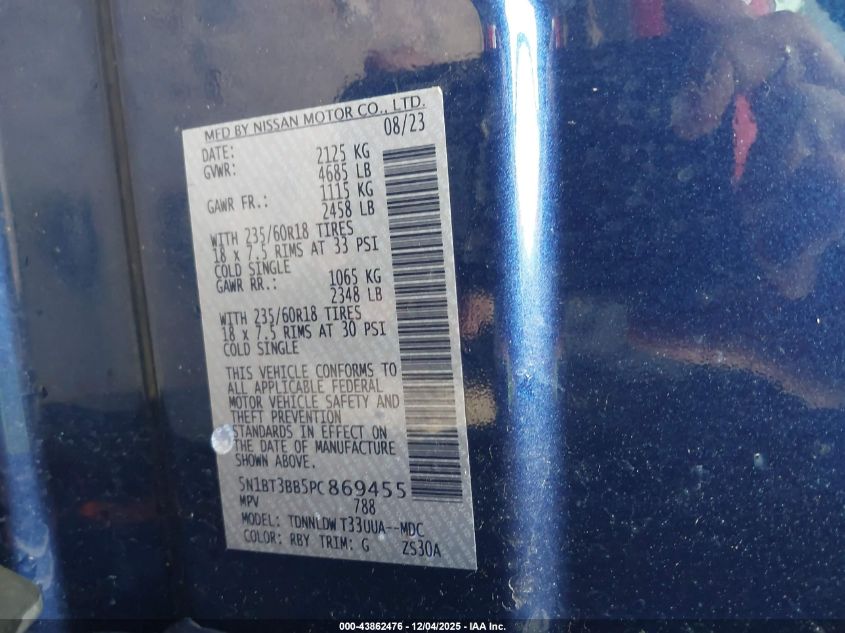 MFD BY NISSAN MOTOR CO., LTD.
DATE: 08/23
GVWR: 2125 KG
4685 LB
GAWR FR.: 1115 KG
2458 LB
WITH 235/60R18 TIRES
18 x 7.5 RIMS AT 33 PSI
COLD SINGLE
GAWR RR.: 1065 KG
2348 LB
WITH 235/60R18 TIRES
18 x 7.5 RIMS AT 30 PSI
COLD SINGLE
THIS VEHICLE CONFORMS TO
ALL APPLICABLE FEDERAL
MOTOR VEHICLE SAFETY AND
THEFT PREVENTION
STANDARDS IN EFFECT ON
THE DATE OF MANUFACTURE
SHOWN ABOVE.
5N1BT3BB5PC869455
MPV 788
MODEL: TDNNLDW T33UUA--MDC
COLOR: RBY TRIM: G ZS30A
000-43862476 - 12/04/2025 - IAA Inc.